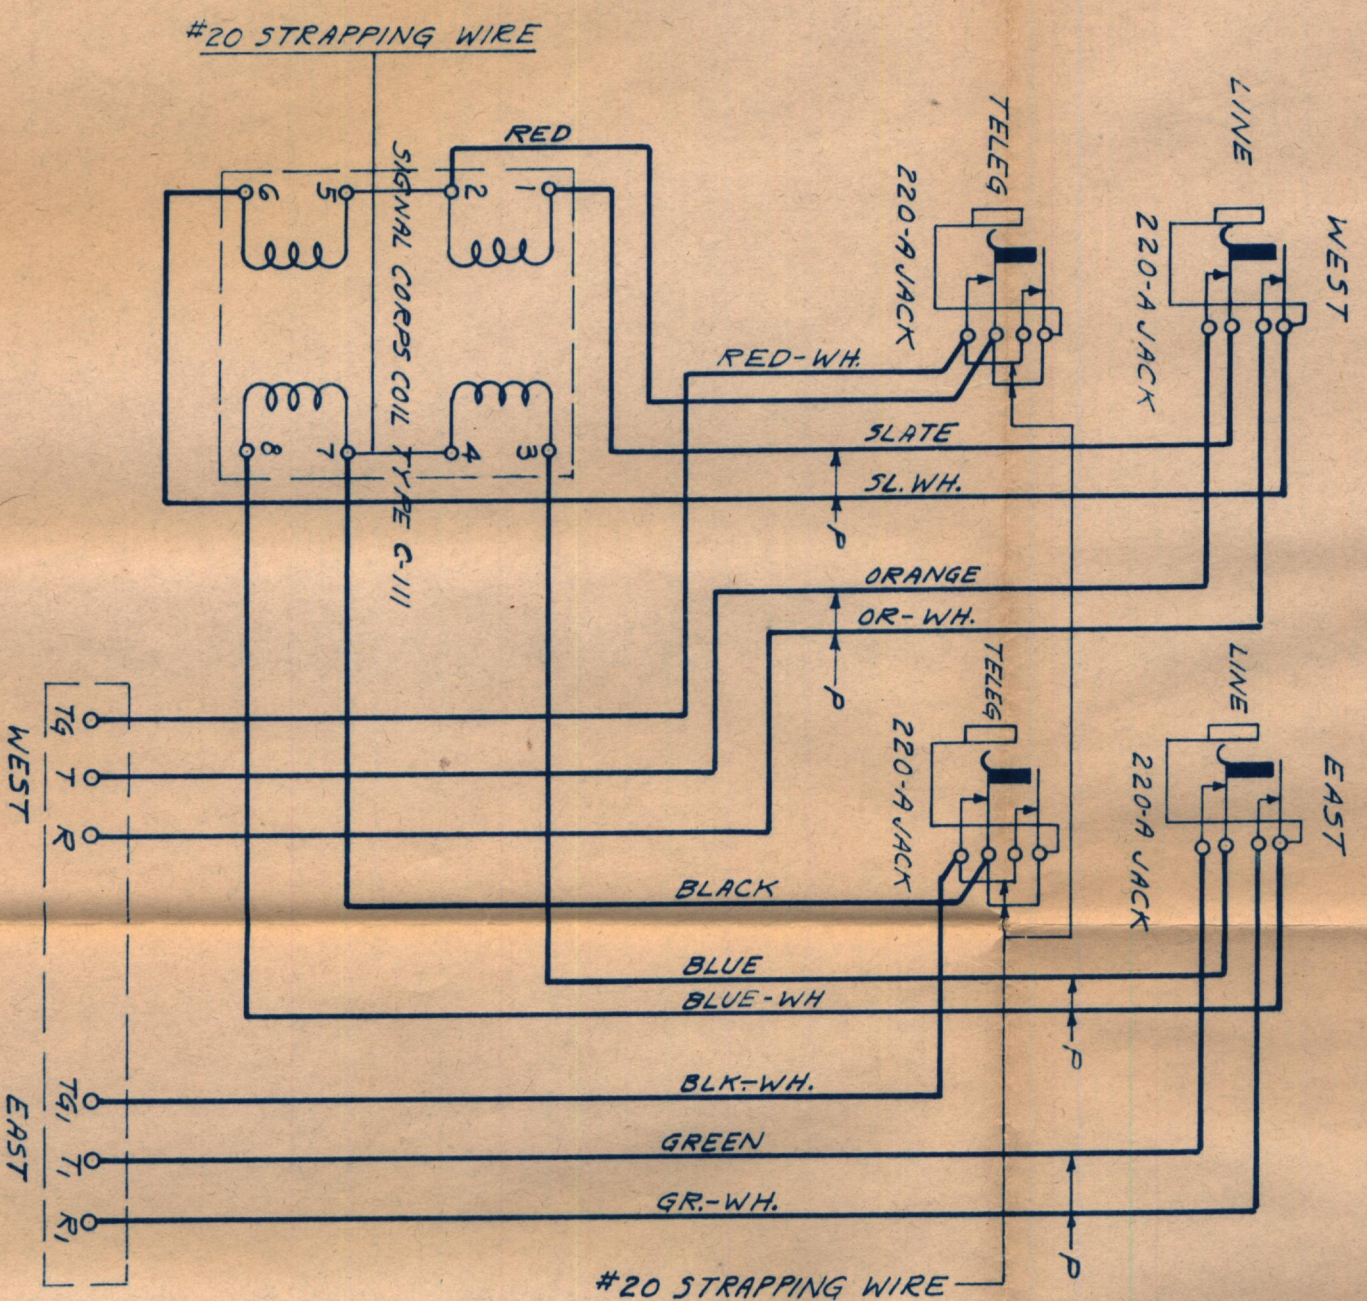 #20 STRAPPING WIRE
RED
SIGNAL CORPS COIL TYPE C-111
6
5
2
1
8
7
4
3
TELEG
220-A JACK
LINE
220-A JACK
WEST
RED-WH.
SLATE
SL.WH.
P
ORANGE
OR-WH.
P
TELEG
220-A JACK
LINE
220-A JACK
EAST
BLACK
BLUE
BLUE-WH
P
BLK-WH.
GREEN
GR.-WH.
P
TG
T
R
WEST
TG1
T1
R1
EAST
#20 STRAPPING WIRE